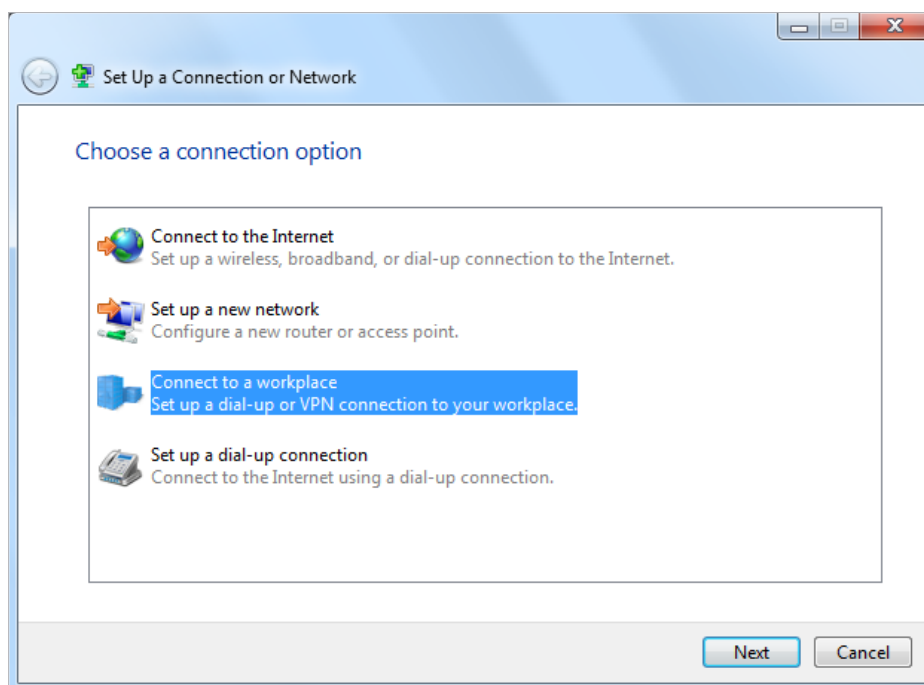 Set Up a Connection or Network
Choose a connection option
Connect to the Internet
Set up a wireless, broadband, or dial-up connection to the Internet.
Set up a new network
Configure a new router or access point.
Connect to a workplace
Set up a dial-up or VPN connection to your workplace.
Set up a dial-up connection
Connect to the Internet using a dial-up connection.
Next Cancel